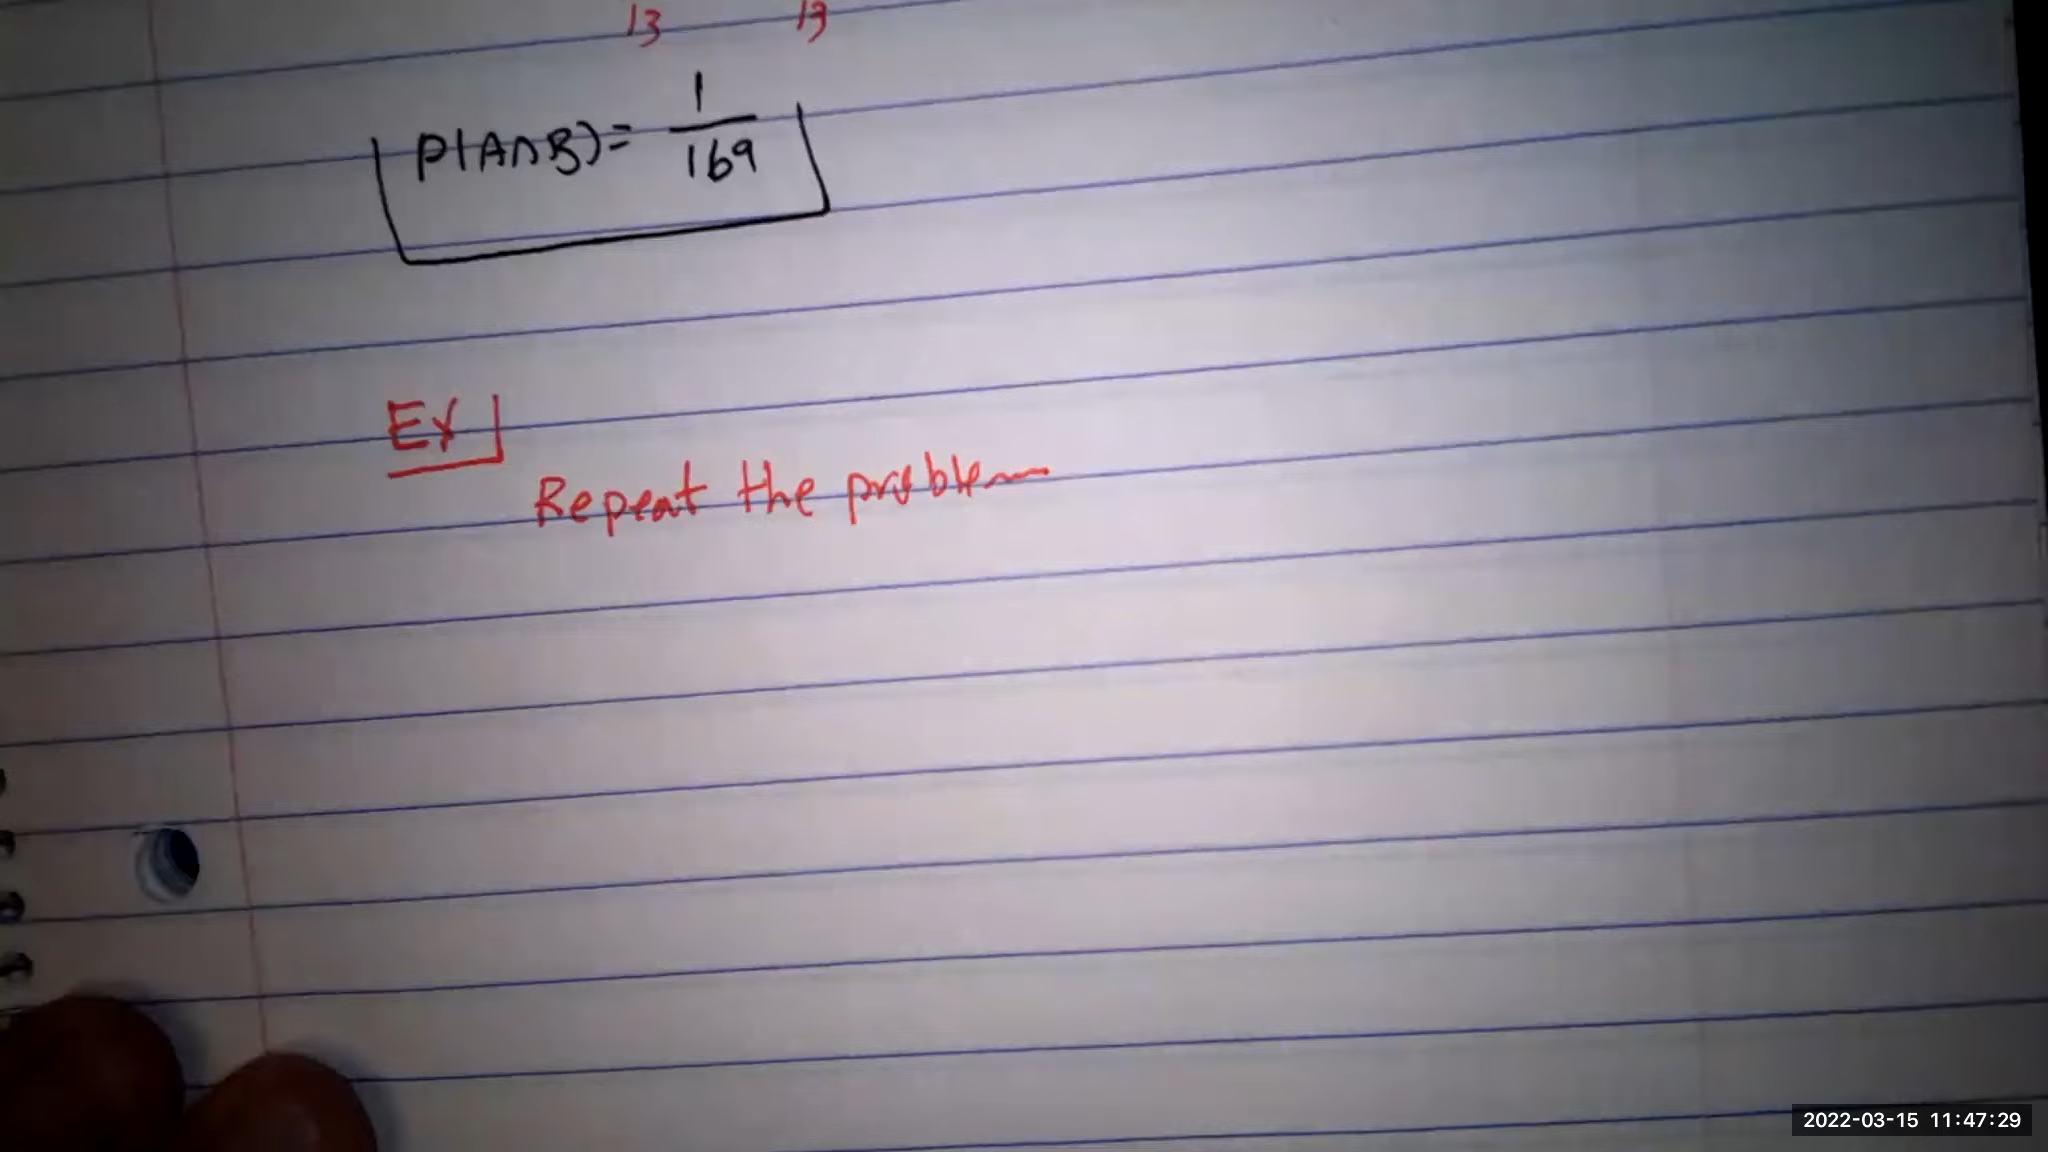 13 13
P(A∩B) = 1/169
Ex
Repeat the problem
2022-03-15 11:47:29